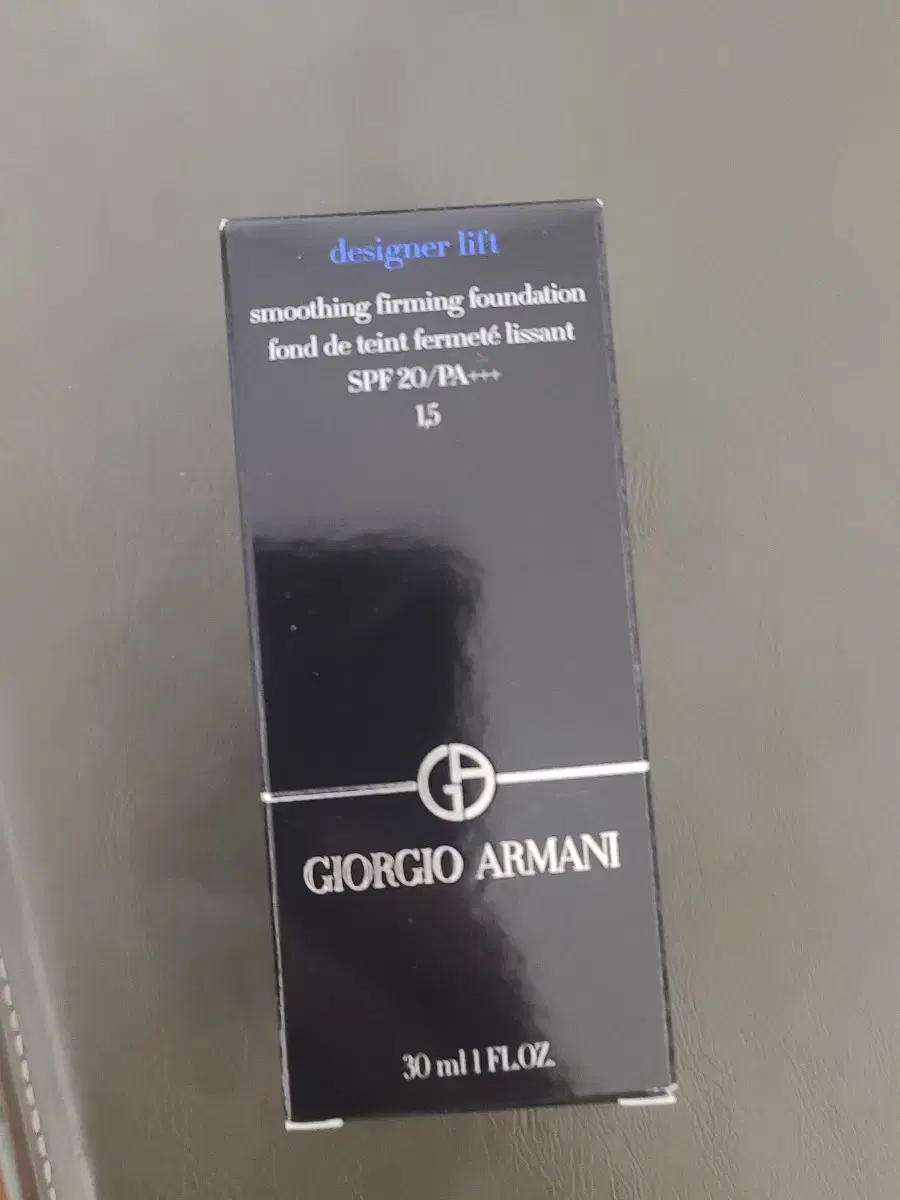 designer lift
smoothing firming foundation
fond de teint fermeté lissant
SPF 20/PA+++
1,5
GA
GIORGIO ARMANI
30 ml 1 FL.OZ.